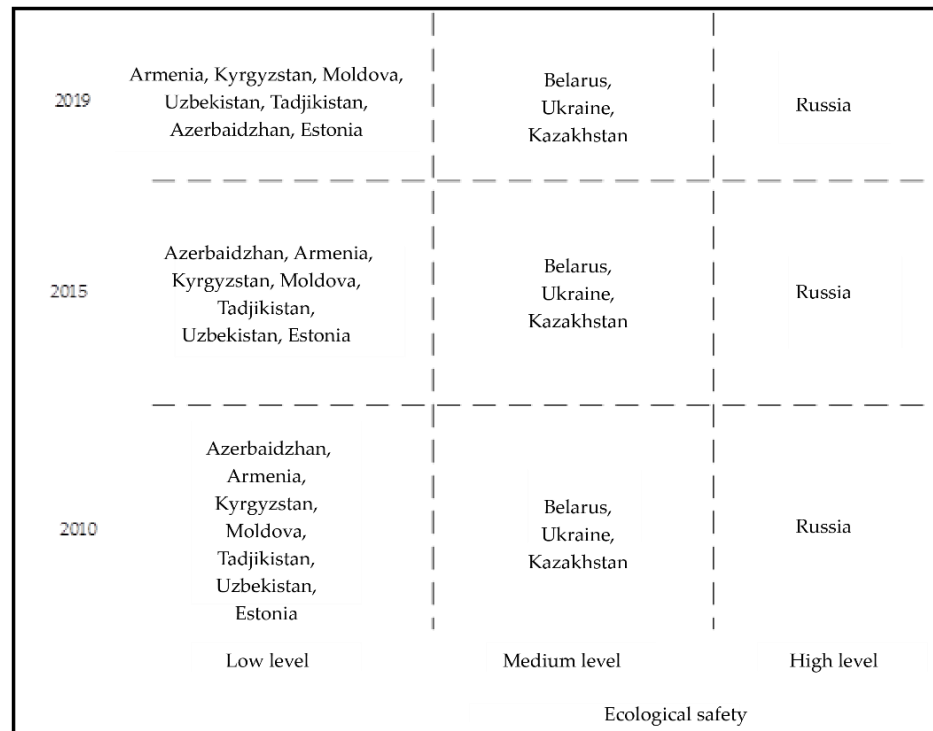 2019
Armenia, Kyrgyzstan, Moldova,
Uzbekistan, Tadjikistan,
Azerbaidzhan, Estonia
Belarus,
Ukraine,
Kazakhstan
Russia
2015
Azerbaidzhan, Armenia,
Kyrgyzstan, Moldova,
Tadjikistan,
Uzbekistan, Estonia
Belarus,
Ukraine,
Kazakhstan
Russia
2010
Azerbaidzhan,
Armenia,
Kyrgyzstan,
Moldova,
Tadjikistan,
Uzbekistan,
Estonia
Belarus,
Ukraine,
Kazakhstan
Russia
Low level
Medium level
High level
Ecological safety